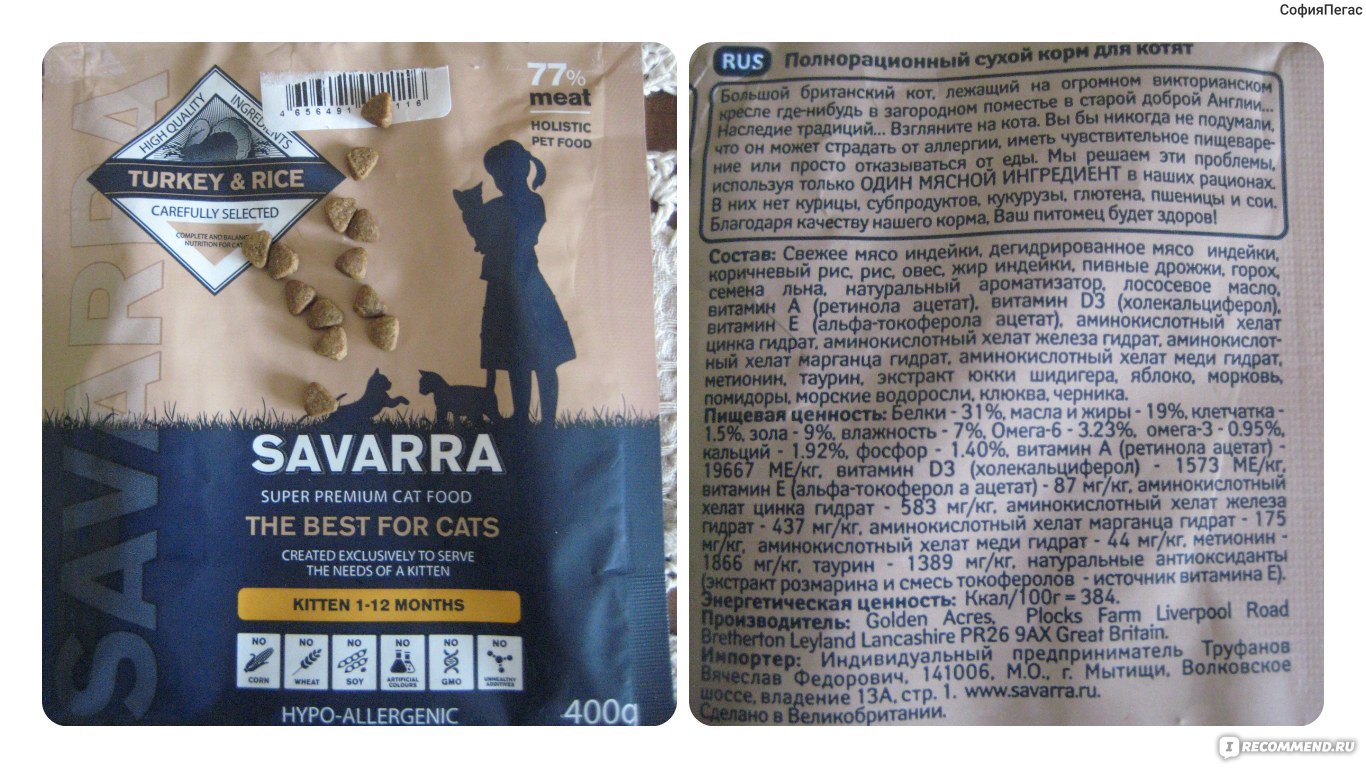 СофияПегас
SAVARRA
4 656491 116
77%
meat
HOLISTIC
PET FOOD
HIGH QUALITY INGREDIENTS
TURKEY & RICE
CAREFULLY SELECTED
COMPLETE AND BALAN
NUTRITION FOR CAT
SAVARRA
SUPER PREMIUM CAT FOOD
THE BEST FOR CATS
CREATED EXCLUSIVELY TO SERVE
THE NEEDS OF A KITTEN
KITTEN 1-12 MONTHS
NO CORN
NO WHEAT
NO SOY
NO ARTIFICIAL COLOURS
NO GMO
NO UNHEALTHY ADDITIVES
HYPO-ALLERGENIC
400g
RUS Полнорационный сухой корм для котят
Большой британский кот, лежащий на огромном викторианском
кресле где-нибудь в загородном поместье в старой доброй Англии...
Наследие традиций... Взгляните на кота. Вы бы никогда не подумали,
что он может страдать от аллергии, иметь чувствительное пищеваре-
ние или просто отказываться от еды. Мы решаем эти проблемы,
используя только ОДИН МЯСНОЙ ИНГРЕДИЕНТ в наших рационах.
В них нет курицы, субпродуктов, кукурузы, глютена, пшеницы и сои.
Благодаря качеству нашего корма, Ваш питомец будет здоров!
Состав: Свежее мясо индейки, дегидрированное мясо индейки,
коричневый рис, рис, овес, жир индейки, пивные дрожжи, горох,
семена льна, натуральный ароматизатор, лососевое масло,
витамин А (ретинола ацетат), витамин D3 (холекальциферол),
витамин Е (альфа-токоферола ацетат), аминокислотный хелат
цинка гидрат, аминокислотный хелат железа гидрат, аминокислот-
ный хелат марганца гидрат, аминокислотный хелат меди гидрат,
метионин, таурин, экстракт юкки шидигера, яблоко, морковь,
помидоры, морские водоросли, клюква, черника.
Пищевая ценность: Белки - 31%, масла и жиры - 19%, клетчатка -
1.5%, зола - 9%, влажность - 7%, Омега-6 - 3.23%, омега-3 - 0.95%,
кальций - 1.92%, фосфор - 1.40%, витамин А (ретинола ацетат) -
19667 МЕ/кг, витамин D3 (холекальциферол) - 1573 МЕ/кг,
витамин Е (альфа-токоферол а ацетат) - 87 мг/кг, аминокислотный
хелат цинка гидрат - 583 мг/кг, аминокислотный хелат железа
гидрат - 437 мг/кг, аминокислотный хелат марганца гидрат - 175
мг/кг, аминокислотный хелат меди гидрат - 44 мг/кг, метионин -
1866 мг/кг, таурин - 1389 мг/кг, натуральные антиоксиданты
(экстракт розмарина и смесь токоферолов - источник витамина Е).
Энергетическая ценность: Ккал/100г = 384.
Производитель: Golden Acres, Plocks Farm Liverpool Road
Bretherton Leyland Lancashire PR26 9AX Great Britain.
Импортер: Индивидуальный предприниматель Труфанов
Вячеслав Федорович, 141006, М.О., г. Мытищи, Волковское
шоссе, владение 13А, стр. 1. www.savarra.ru.
Сделано в Великобритании.
I RECOMMEND.RU